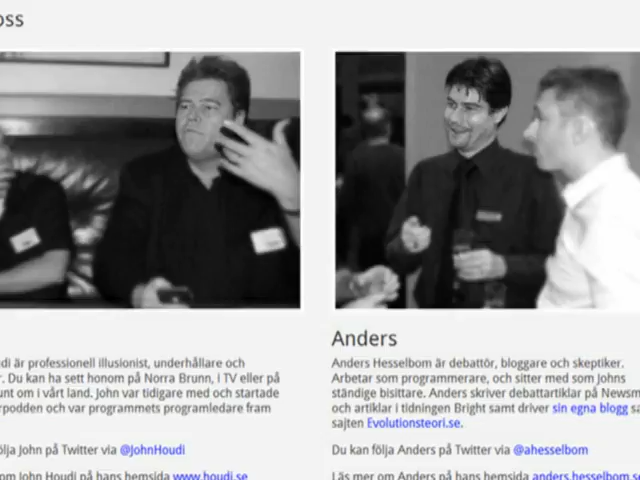 oss
di är professionell illusionist, underhållare och
r. Du kan ha sett honom på Norra Brunn, i TV eller på
unt om i vårt land. John var tidigare med och startade
rpodden och var programmets programledare fram
ölja John på Twitter via @JohnHoudi
om John Houdi på hans hemsida www.houdi.se
Anders
Anders Hesselbom är debattör, bloggare och skeptiker.
Arbetar som programmerare, och sitter med som Johns
ständige bisittare. Anders skriver debattartiklar på Newsm
och artiklar i tidningen Bright samt driver sin egna blogg sa
sajten Evolutionsteori.se.
Du kan följa Anders på Twitter via @ahesselbom
Läs mer om Anders på hans hemsida anders.hesselbom.se